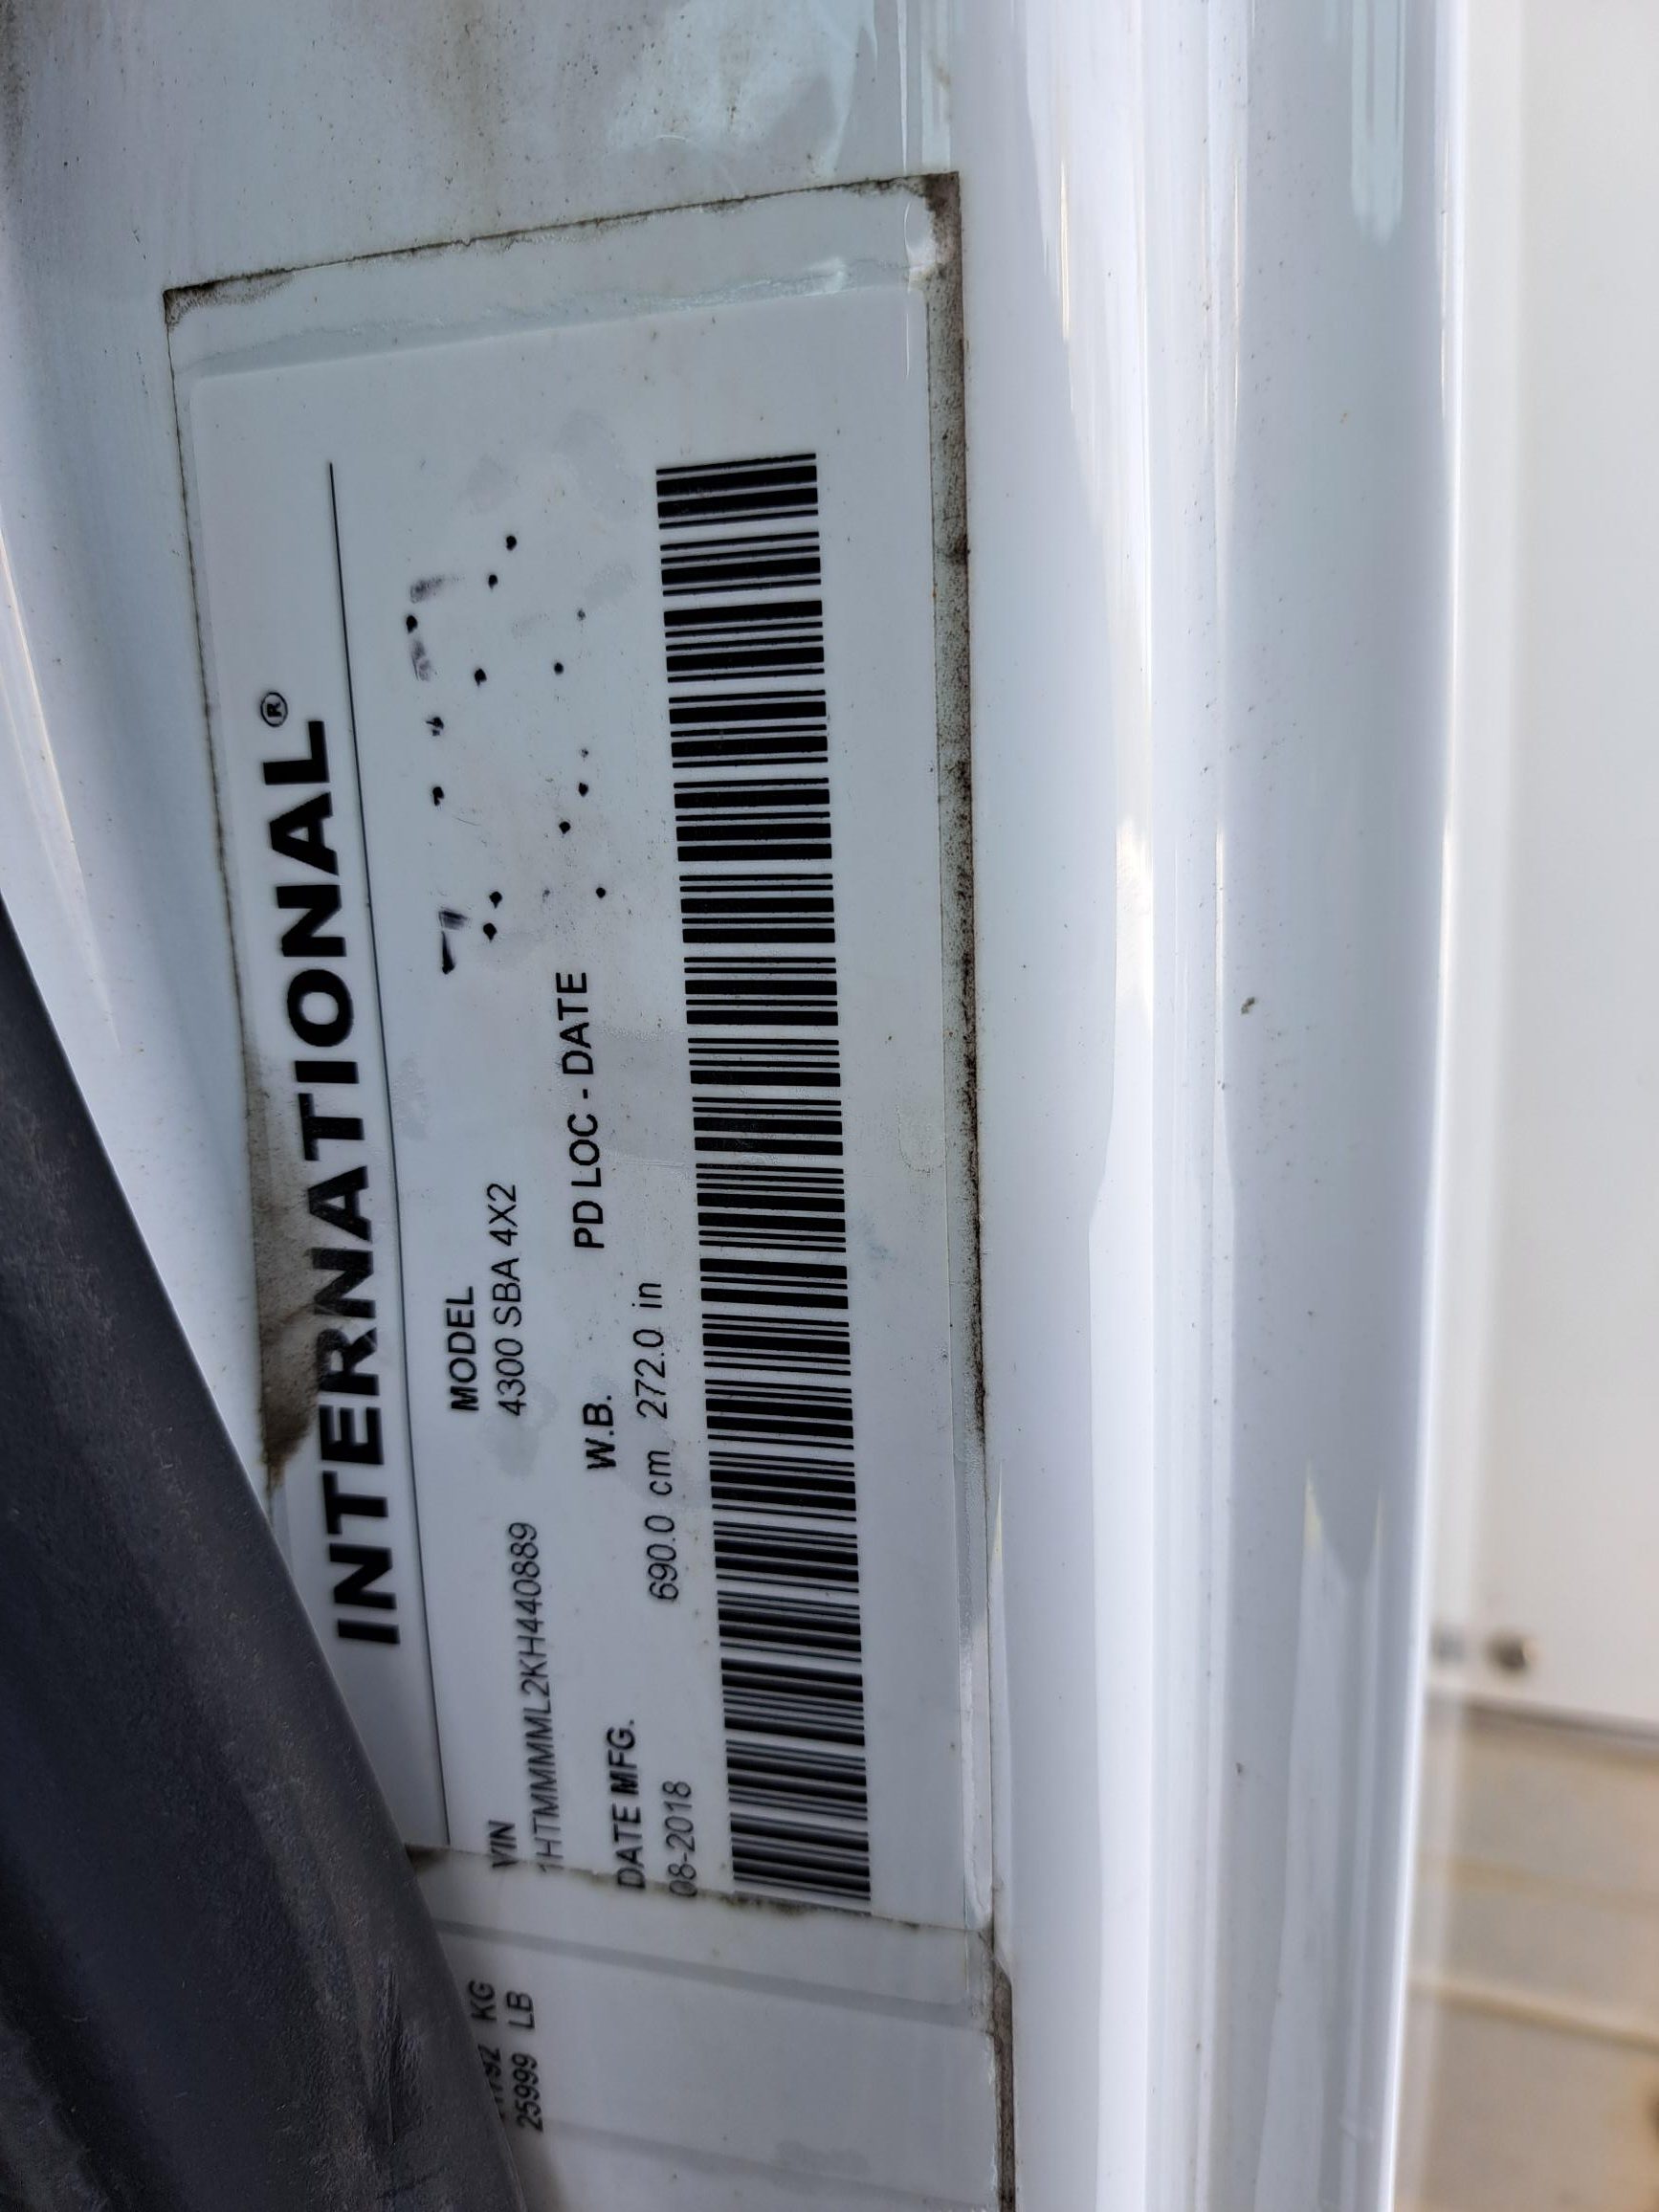 INTERNATIONAL®
VIN MODEL
1HTMMMML2KH440889 4300 SBA 4X2
DATE MFG. W.B. PD LOC - DATE
08-2018 690.0 cm 272.0 in
KG
25999 LB